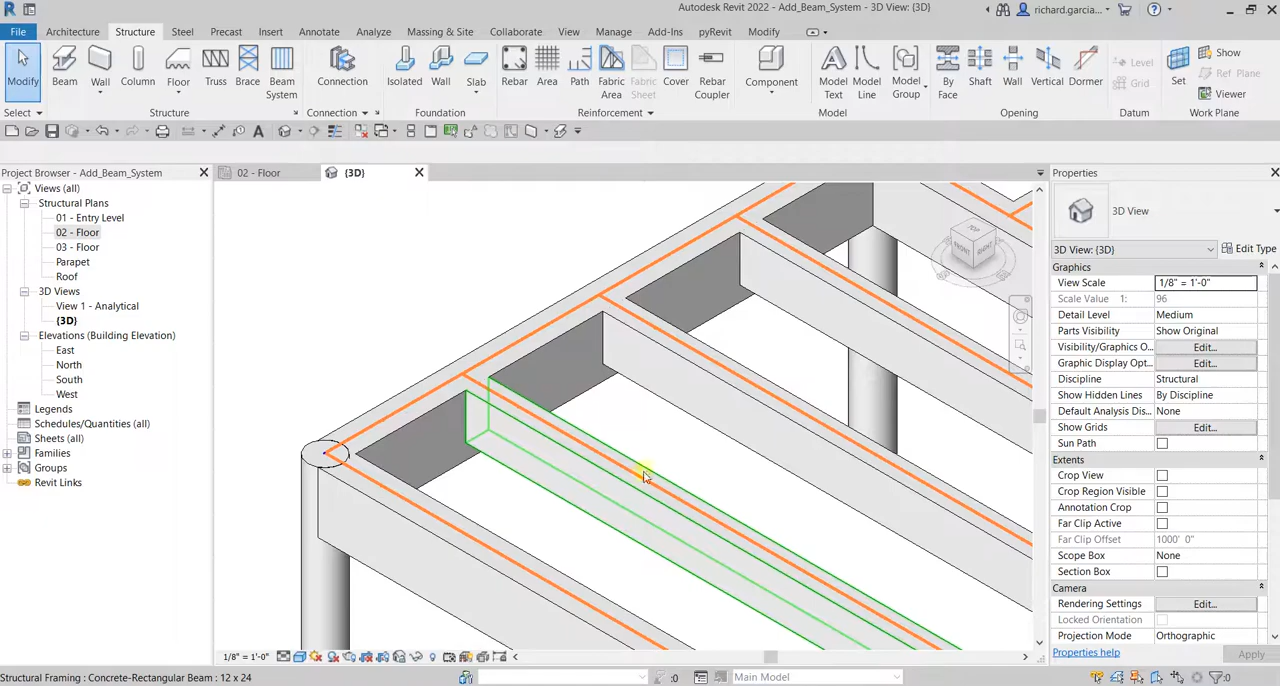 Autodesk Revit 2022 - Add_Beam_System - 3D View: {3D}
richard.garcia...
File Architecture Structure Steel Precast Insert Annotate Analyze Massing & Site Collaborate View Manage Add-Ins pyRevit Modify
Modify Beam Wall Column Floor Truss Brace Beam System Connection Isolated Wall Slab Rebar Area Path Fabric Area Fabric Sheet Cover Rebar Coupler Component Model Text Model Line Model Group By Face Shaft Wall Vertical Dormer Level Grid Set Show Ref Plane Viewer
Select Structure Connection Foundation Reinforcement Model Opening Datum Work Plane
Project Browser - Add_Beam_System
Views (all)
Structural Plans
01 - Entry Level
02 - Floor
03 - Floor
Parapet
Roof
3D Views
View 1 - Analytical
{3D}
Elevations (Building Elevation)
East
North
South
West
Legends
Schedules/Quantities (all)
Sheets (all)
Families
Groups
Revit Links
02 - Floor
{3D}
TOP
FRONT
RIGHT
1/8" = 1'-0"
Properties
3D View
3D View: {3D} Edit Type
Graphics
View Scale 1/8" = 1'-0"
Scale Value 1: 96
Detail Level Medium
Parts Visibility Show Original
Visibility/Graphics O... Edit...
Graphic Display Opt... Edit...
Discipline Structural
Show Hidden Lines By Discipline
Default Analysis Dis... None
Show Grids Edit...
Sun Path
Extents
Crop View
Crop Region Visible
Annotation Crop
Far Clip Active
Far Clip Offset 1000' 0"
Scope Box None
Section Box
Camera
Rendering Settings Edit...
Locked Orientation
Projection Mode Orthographic
Properties help Apply
Structural Framing : Concrete-Rectangular Beam : 12 x 24
:0
Main Model
:0